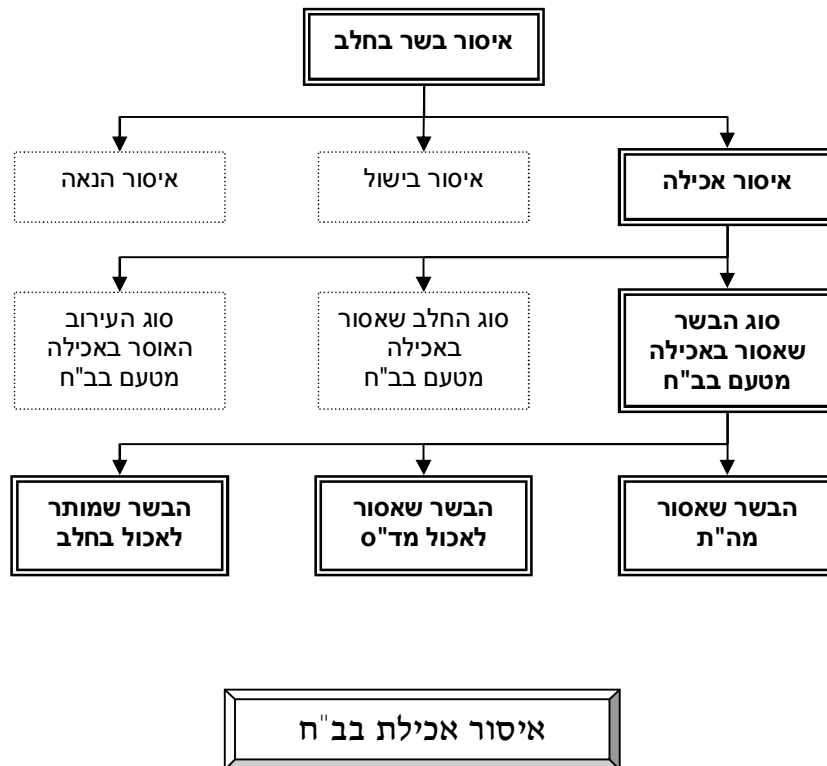 איסור בשר בחלב
איסור אכילה
איסור בישול
איסור הנאה
סוג הבשר
שאסור באכילה
מטעם בב"ח
סוג החלב שאסור
באכילה
מטעם בב"ח
סוג העירוב
האוסר באכילה
מטעם בב"ח
הבשר שאסור
מה"ת
הבשר שאסור
לאכול מד"ס
הבשר שמותר
לאכול בחלב
איסור אכילת בב"ח